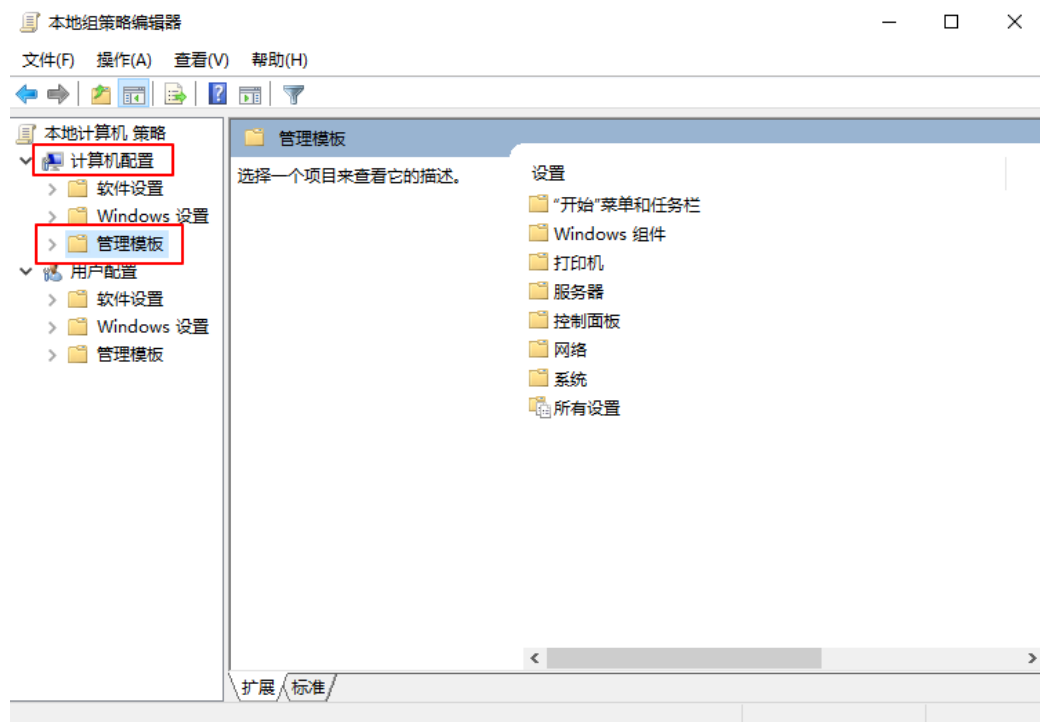 本地组策略编辑器
文件(F) 操作(A) 查看(V) 帮助(H)
本地计算机 策略
计算机配置
软件设置
Windows 设置
管理模板
用户配置
软件设置
Windows 设置
管理模板
管理模板
选择一个项目来查看它的描述。
设置
“开始”菜单和任务栏
Windows 组件
打印机
服务器
控制面板
网络
系统
所有设置
扩展 标准